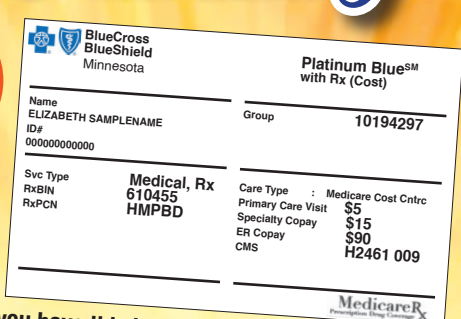 BlueCross
BlueShield
Minnesota
Platinum Blue℠
with Rx (Cost)
Name
ELIZABETH SAMPLENAME
ID#
000000000000
Group 10194297
Svc Type Medical, Rx
RxBIN 610455
RxPCN HMPBD
Care Type : Medicare Cost Cntrc
Primary Care Visit $5
Specialty Copay $15
ER Copay $90
CMS H2461 009
MedicareRx
Prescription Drug Coverage